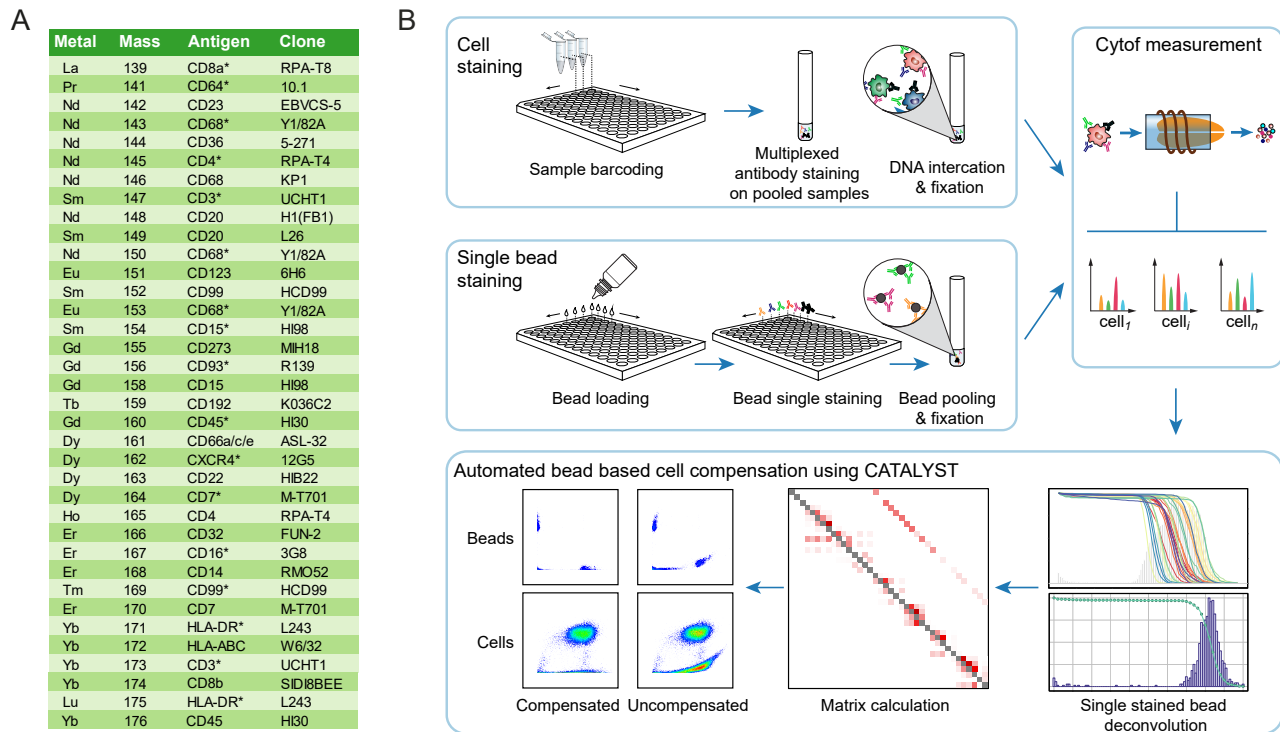 A
Metal Mass Antigen Clone
La 139 CD8a* RPA-T8
Pr 141 CD64* 10.1
Nd 142 CD23 EBVCS-5
Nd 143 CD68* Y1/82A
Nd 144 CD36 5-271
Nd 145 CD4* RPA-T4
Nd 146 CD68 KP1
Sm 147 CD3* UCHT1
Nd 148 CD20 H1(FB1)
Sm 149 CD20 L26
Nd 150 CD68* Y1/82A
Eu 151 CD123 6H6
Sm 152 CD99 HCD99
Eu 153 CD68* Y1/82A
Sm 154 CD15* HI98
Gd 155 CD273 MIH18
Gd 156 CD93* R139
Gd 158 CD15 HI98
Tb 159 CD192 K036C2
Gd 160 CD45* HI30
Dy 161 CD66a/c/e ASL-32
Dy 162 CXCR4* 12G5
Dy 163 CD22 HIB22
Dy 164 CD7* M-T701
Ho 165 CD4 RPA-T4
Er 166 CD32 FUN-2
Er 167 CD16* 3G8
Er 168 CD14 RMO52
Tm 169 CD99* HCD99
Er 170 CD7 M-T701
Yb 171 HLA-DR* L243
Yb 172 HLA-ABC W6/32
Yb 173 CD3* UCHT1
Yb 174 CD8b SIDI8BEE
Lu 175 HLA-DR* L243
Yb 176 CD45 HI30
B
Cell
staining
Sample barcoding
Multiplexed
antibody staining
on pooled samples
DNA intercation
& fixation
Single bead
staining
Bead loading
Bead single staining
Bead pooling
& fixation
Cytof measurement
cell1
celli
celln
Automated bead based cell compensation using CATALYST
Beads
Cells
Compensated
Uncompensated
Matrix calculation
Single stained bead
deconvolution